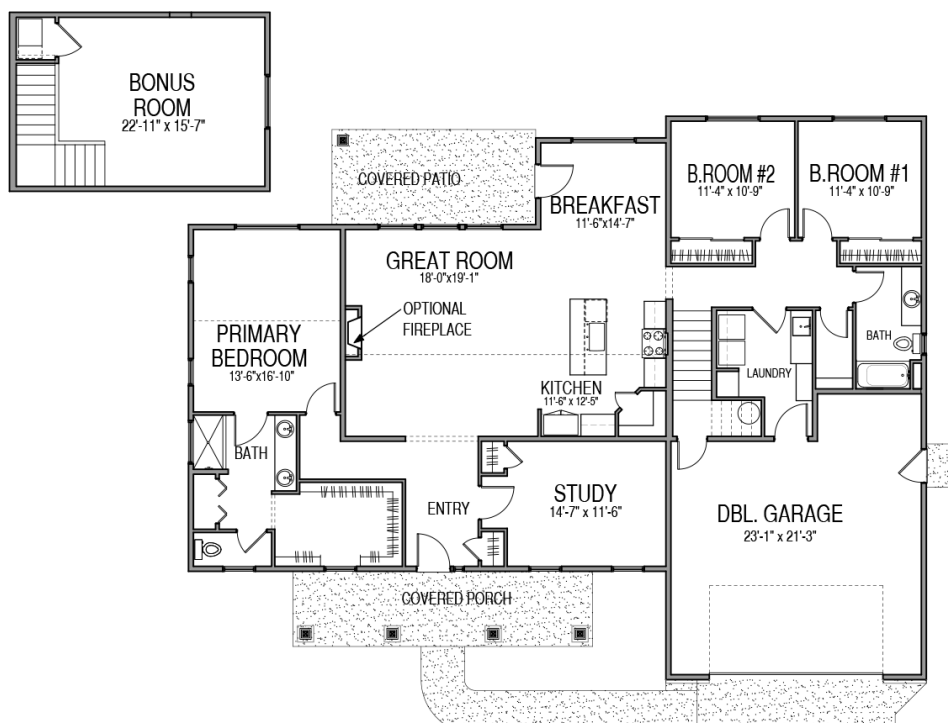 BONUS
ROOM
22'-11" x 15'-7"
COVERED PATIO
BREAKFAST
11'-6"x14'-7"
B.ROOM #2
11'-4" x 10'-9"
B.ROOM #1
11'-4" x 10'-9"
GREAT ROOM
18'-0"x19'-1"
OPTIONAL
FIREPLACE
PRIMARY
BEDROOM
13'-6"x16'-10"
KITCHEN
11'-6" x 12'-5"
LAUNDRY
BATH
BATH
ENTRY
STUDY
14'-7" x 11'-6"
DBL. GARAGE
23'-1" x 21'-3"
COVERED PORCH